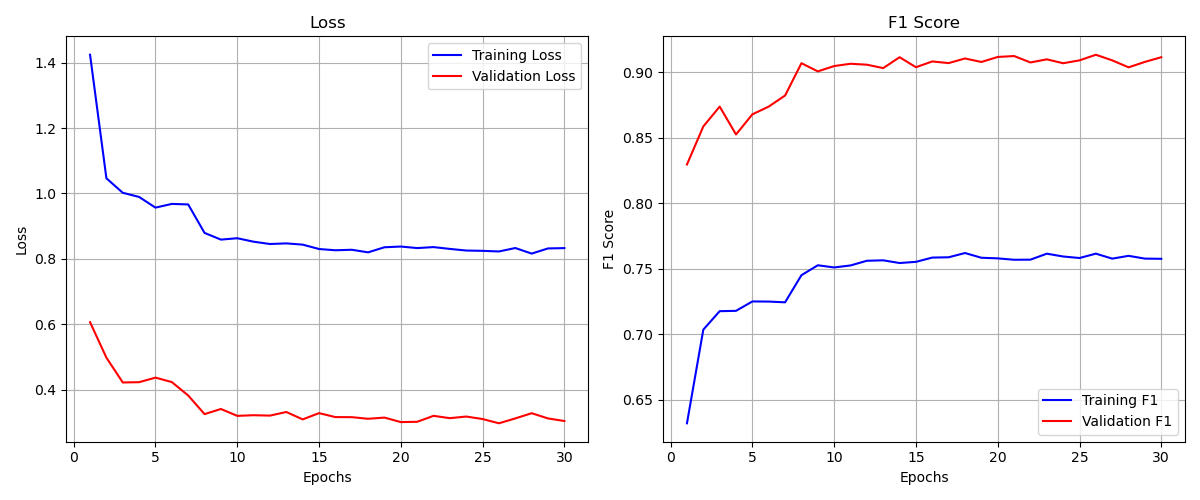 Loss
Training Loss
Validation Loss
1.4
1.2
1.0
0.8
0.6
0.4
Loss
0 5 10 15 20 25 30
Epochs
F1 Score
0.90
0.85
0.80
0.75
0.70
0.65
F1 Score
Training F1
Validation F1
0 5 10 15 20 25 30
Epochs